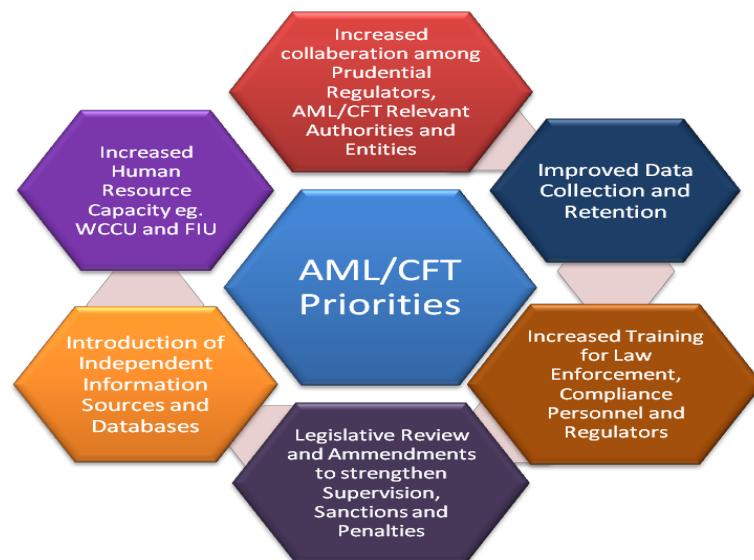 Increased
collaberation among
Prudential
Regulators,
AML/CFT Relevant
Authorities and
Entities
Improved Data
Collection and
Retention
Increased Training
for Law
Enforcement,
Compliance
Personnel and
Regulators
Legislative Review
and Ammendments
to strengthen
Supervision,
Sanctions and
Penalties
Introduction of
Independent
Information
Sources and
Databases
Increased
Human
Resource
Capacity eg.
WCCU and FIU
AML/CFT
Priorities